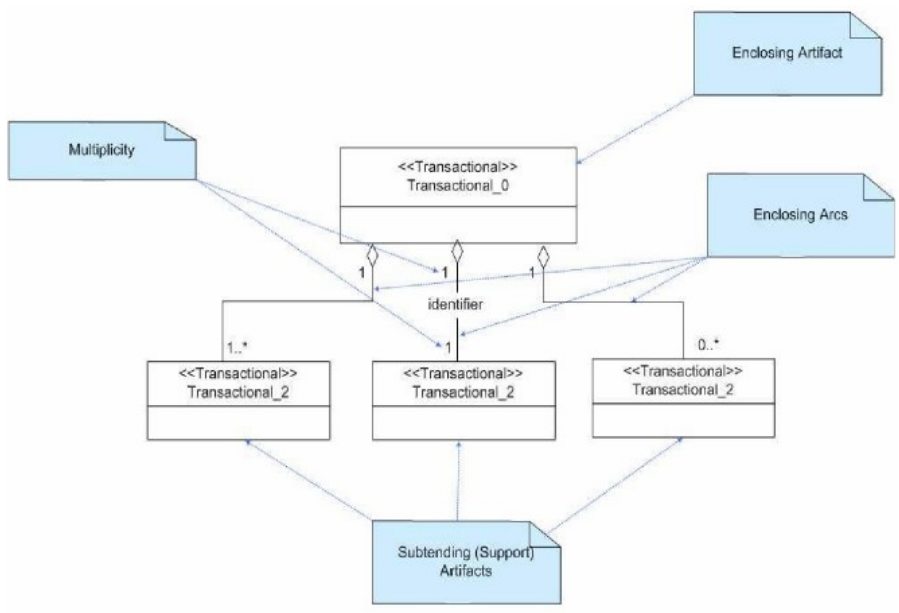 Enclosing Artifact
Multiplicity
<<Transactional>>
Transactional_0
Enclosing Arcs
1
1
1
identifier
1..*
1
0..*
<<Transactional>>
Transactional_2
<<Transactional>>
Transactional_2
<<Transactional>>
Transactional_2
Subtending (Support)
Artifacts